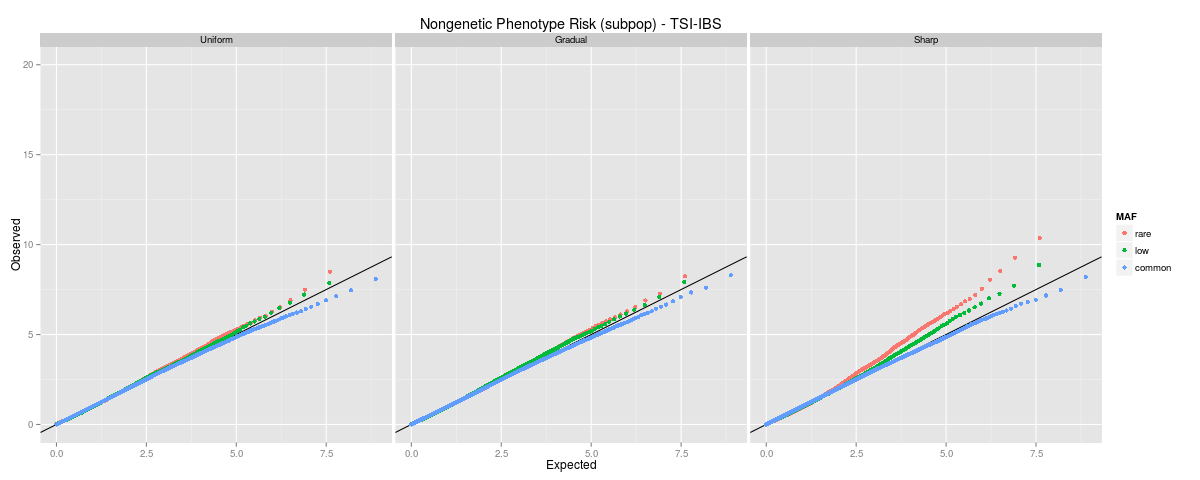 Nongenetic Phenotype Risk (subpop) - TSI-IBS
Uniform
Gradual
Sharp
20
15
10
5
0
Observed
0.0 2.5 5.0 7.5
0.0 2.5 5.0 7.5
0.0 2.5 5.0 7.5
Expected
MAF
rare
low
common